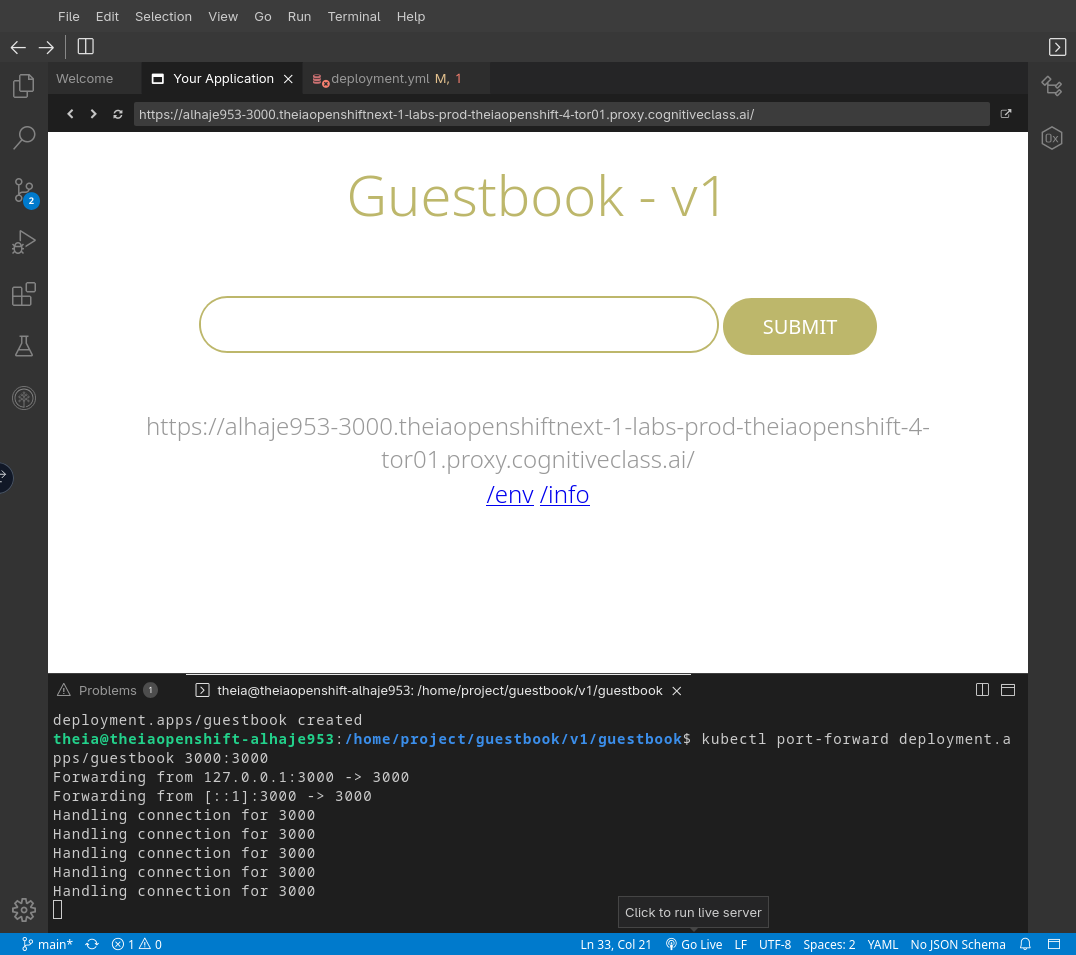 File Edit Selection View Go Run Terminal Help
Welcome Your Application deployment.yml M, 1
https://alhaje953-3000.theiaopenshiftnext-1-labs-prod-theiaopenshift-4-tor01.proxy.cognitiveclass.ai/
Guestbook - v1
SUBMIT
https://alhaje953-3000.theiaopenshiftnext-1-labs-prod-theiaopenshift-4-
tor01.proxy.cognitiveclass.ai/
/env /info
2
0x
Problems 1 theia@theiaopenshift-alhaje953: /home/project/guestbook/v1/guestbook
deployment.apps/guestbook created
theia@theiaopenshift-alhaje953:/home/project/guestbook/v1/guestbook$ kubectl port-forward deployment.a
pps/guestbook 3000:3000
Forwarding from 127.0.0.1:3000 -> 3000
Forwarding from [::1]:3000 -> 3000
Handling connection for 3000
Handling connection for 3000
Handling connection for 3000
Handling connection for 3000
Handling connection for 3000
Click to run live server
main* 1 0 Ln 33, Col 21 Go Live LF UTF-8 Spaces: 2 YAML No JSON Schema